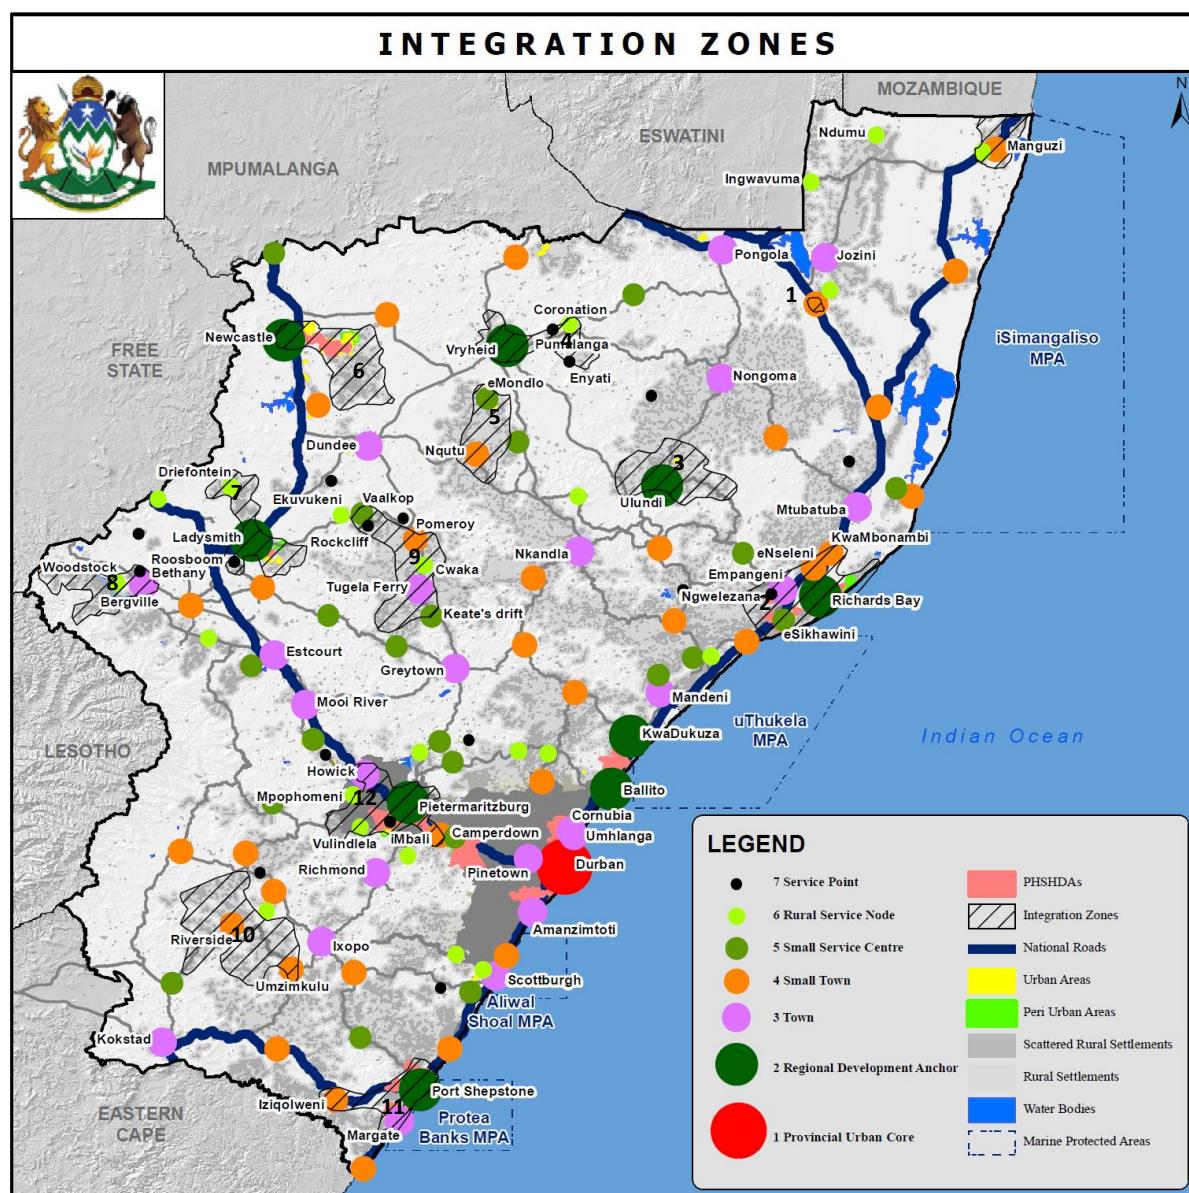 INTEGRATION ZONES
MOZAMBIQUE
N
ESWATINI
Ndumu
Manguzi
MPUMALANGA
Ingwavuma
Pongola
Jozini
1
Coronation
Newcastle
Vryheid
4
Punalanga
iSimangaliso
MPA
FREE
STATE
6
Enyati
Nongoma
eMondlo
5
Dundee
Nqutu
3
Driefontein
7
Ekuvukeni
Vaalkop
Ulundi
Mtubatuba
Ladysmith
Rockcliff
Pomeroy
KwaMbonambi
Woodstock
Roosboom
Bethany
9
Cwaka
Nkandla
eNseleni
8
Bergville
Tugela Ferry
Empangeni
Ngwelezana
2
Richards Bay
Keate's drift
eSikhawini
Estcourt
Greytown
Mooi River
Mandeni
uThukela
MPA
LESOTHO
KwaDukuza
Indian Ocean
Howick
Mpophomeni
12
Pietermaritzburg
Ballito
Vulindlela
iMbali
Camperdown
Cornubia
Umhlanga
Richmond
Pinetown
Durban
Riverside
10
Ixopo
Amanzimtoti
Umzimkulu
Scottburgh
Aliwal
Shoal MPA
Kokstad
Iziqolweni
Port Shepstone
11
EASTERN
CAPE
Margate
Protea
Banks MPA
LEGEND
7 Service Point
6 Rural Service Node
5 Small Service Centre
4 Small Town
3 Town
2 Regional Development Anchor
1 Provincial Urban Core
PHSHDAs
Integration Zones
National Roads
Urban Areas
Peri Urban Areas
Scattered Rural Settlements
Rural Settlements
Water Bodies
Marine Protected Areas